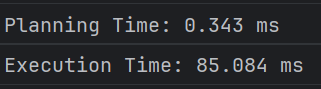 Planning Time: 0.343 ms
Execution Time: 85.084 ms